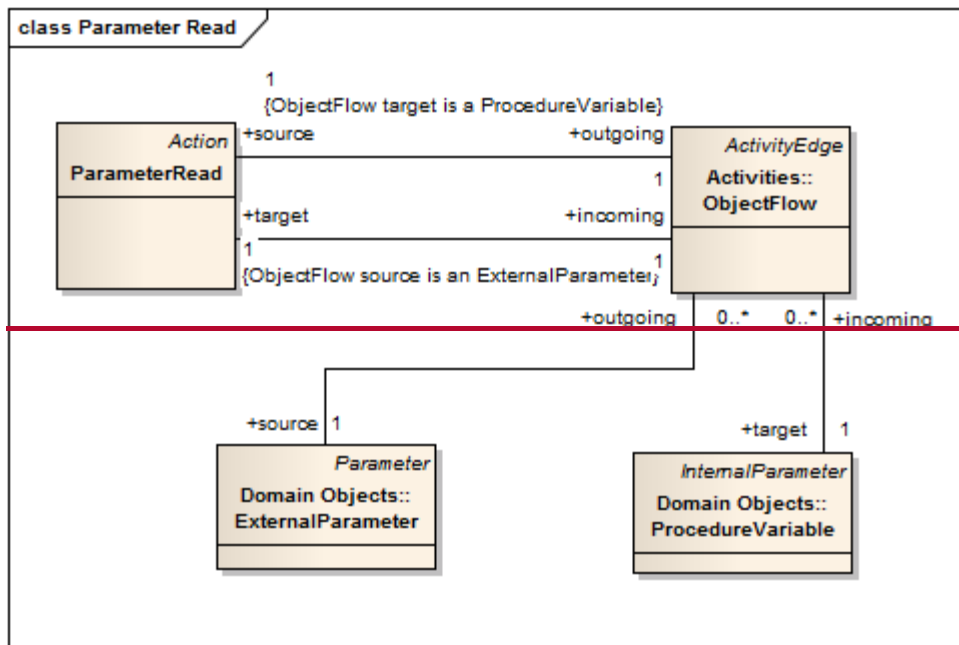 class Parameter Read
1
{ObjectFlow target is a ProcedureVariable}
+source
+outgoing
Action
ParameterRead
ActivityEdge
Activities::
ObjectFlow
1
+target
+incoming
1
1
{ObjectFlow source is an ExternalParameter}
+outgoing
0..*
0..*
+incoming
+source
1
+target
1
Parameter
Domain Objects::
ExternalParameter
InternalParameter
Domain Objects::
ProcedureVariable